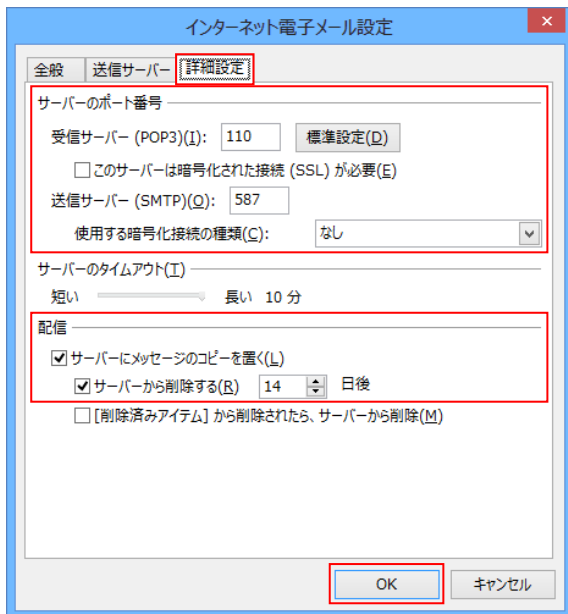 インターネット電子メール設定
全般 送信サーバー 詳細設定
サーバーのポート番号
受信サーバー (POP3)(I): 110 標準設定(D)
このサーバーは暗号化された接続 (SSL) が必要(E)
送信サーバー (SMTP)(O): 587
使用する暗号化接続の種類(C): なし
サーバーのタイムアウト(T)
短い 長い 10 分
配信
サーバーにメッセージのコピーを置く(L)
サーバーから削除する(R) 14 日後
[削除済みアイテム] から削除されたら、サーバーから削除(M)
OK キャンセル